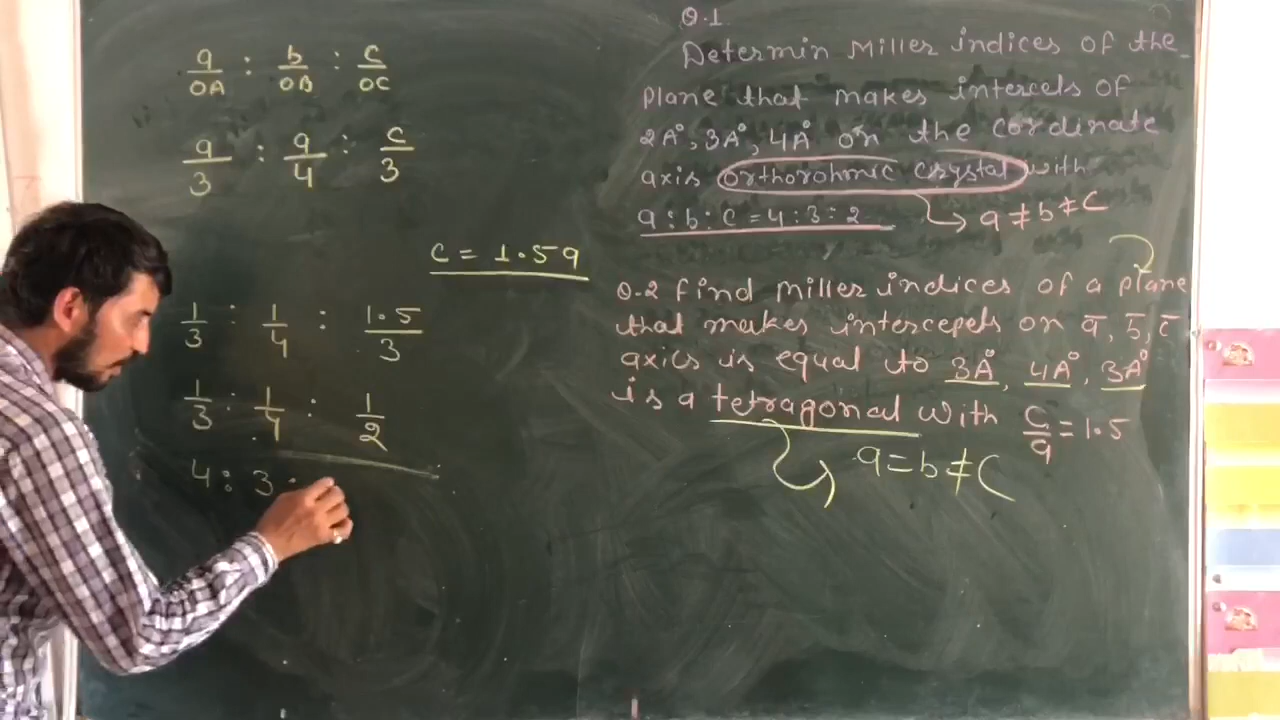 a/OA : b/OB : c/OC
a/3 : a/4 : c/3
c = 1.5a
1/3 : 1/4 : 1.5/3
1/3 : 1/4 : 1/2
4 : 3 :
Q.1
Determin Miller indices of the
plane that makes intercels of
2A°, 3A°, 4A° on the cordinate
axis orthorohmic crystal with
a : b : c = 4 : 3 : 2 → a ≠ b ≠ c
Q.2 find Miller indices of a plane
that makes intercepels on a̅, b̅, c̅
axics is equal to 3A°, 4A°, 3A°
is a tetragonal with c/a = 1.5
a = b ≠ c